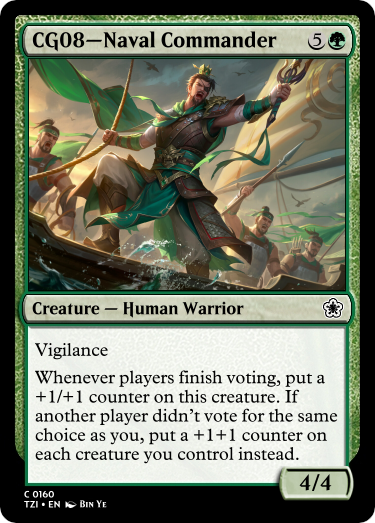 CG08—Naval Commander 5
Creature — Human Warrior
Vigilance
Whenever players finish voting, put a
+1/+1 counter on this creature. If
another player didn't vote for the same
choice as you, put a +1+1 counter on
each creature you control instead.
4/4
C 0160
TZI • EN Bin Ye